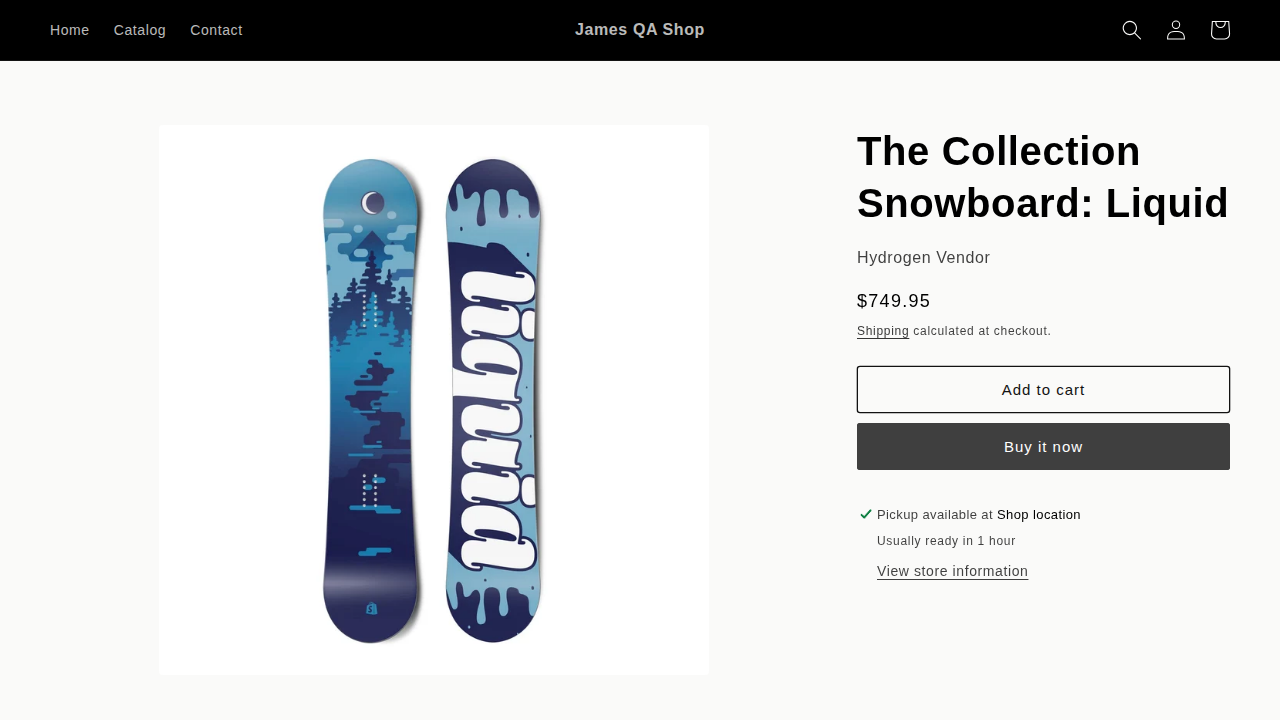 Home
Catalog
Contact
James QA Shop
liquid
The Collection
Snowboard: Liquid
Hydrogen Vendor
$749.95
Shipping calculated at checkout.
Add to cart
Buy it now
Pickup available at Shop location
Usually ready in 1 hour
View store information